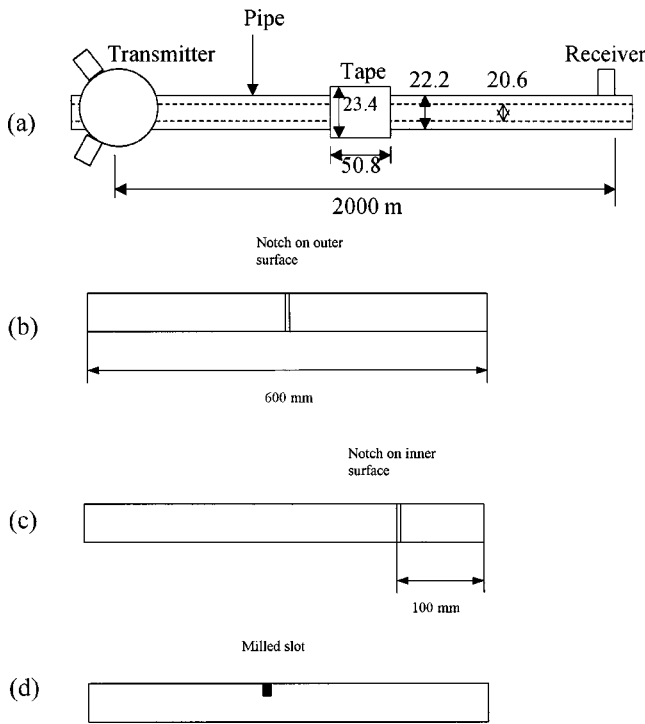 Pipe
Transmitter
Tape
Receiver
22.2
20.6
23.4
(a)
50.8
2000 m
Notch on outer
surface
(b)
600 mm
Notch on inner
surface
(c)
100 mm
Milled slot
(d)